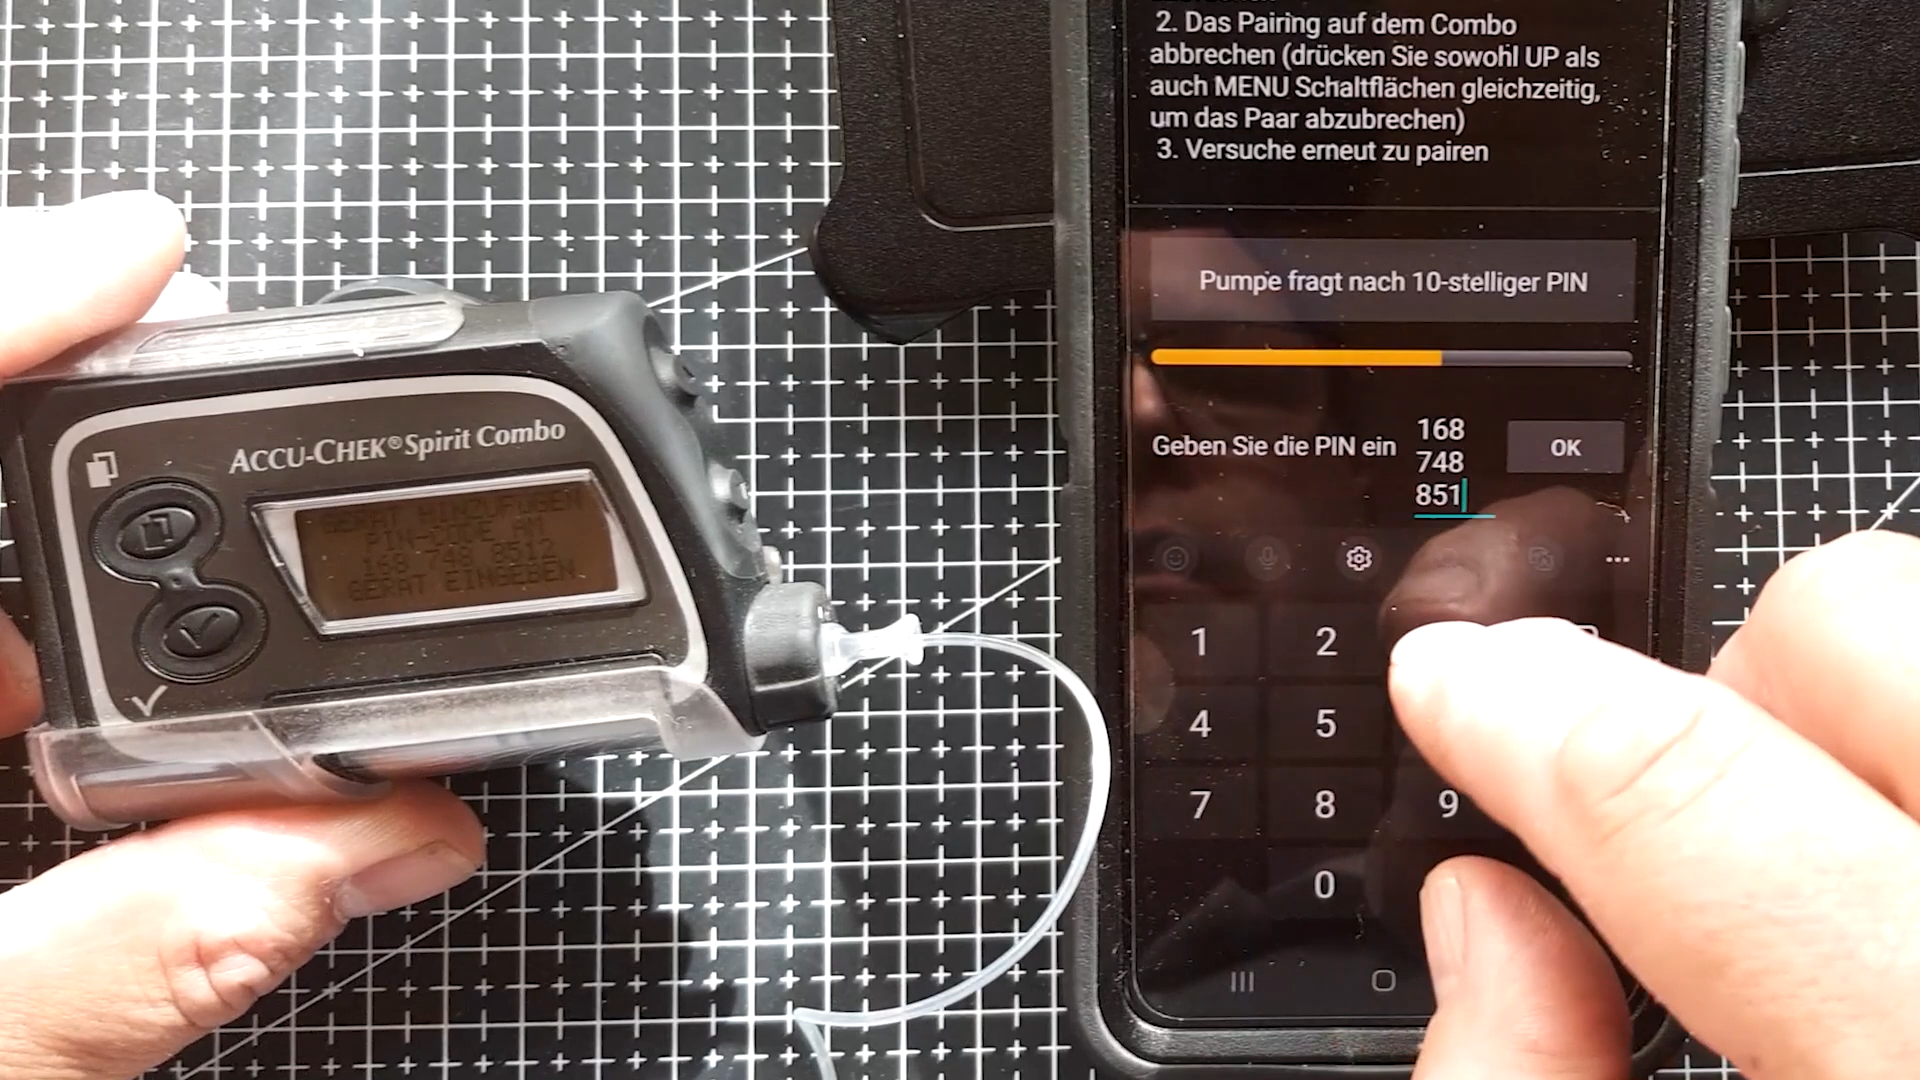 ACCU-CHEK®Spirit Combo
GERÄT HINZUFÜGEN
PIN-CODE AM
168 748 8512
GERÄT EINGEBEN
2. Das Pairing auf dem Combo
abbrechen (drücken Sie sowohl UP als
auch MENU Schaltflächen gleichzeitig,
um das Paar abzubrechen)
3. Versuche erneut zu pairen
Pumpe fragt nach 10-stelliger PIN
Geben Sie die PIN ein
168
748
851
OK
1 2
4 5
7 8 9
0